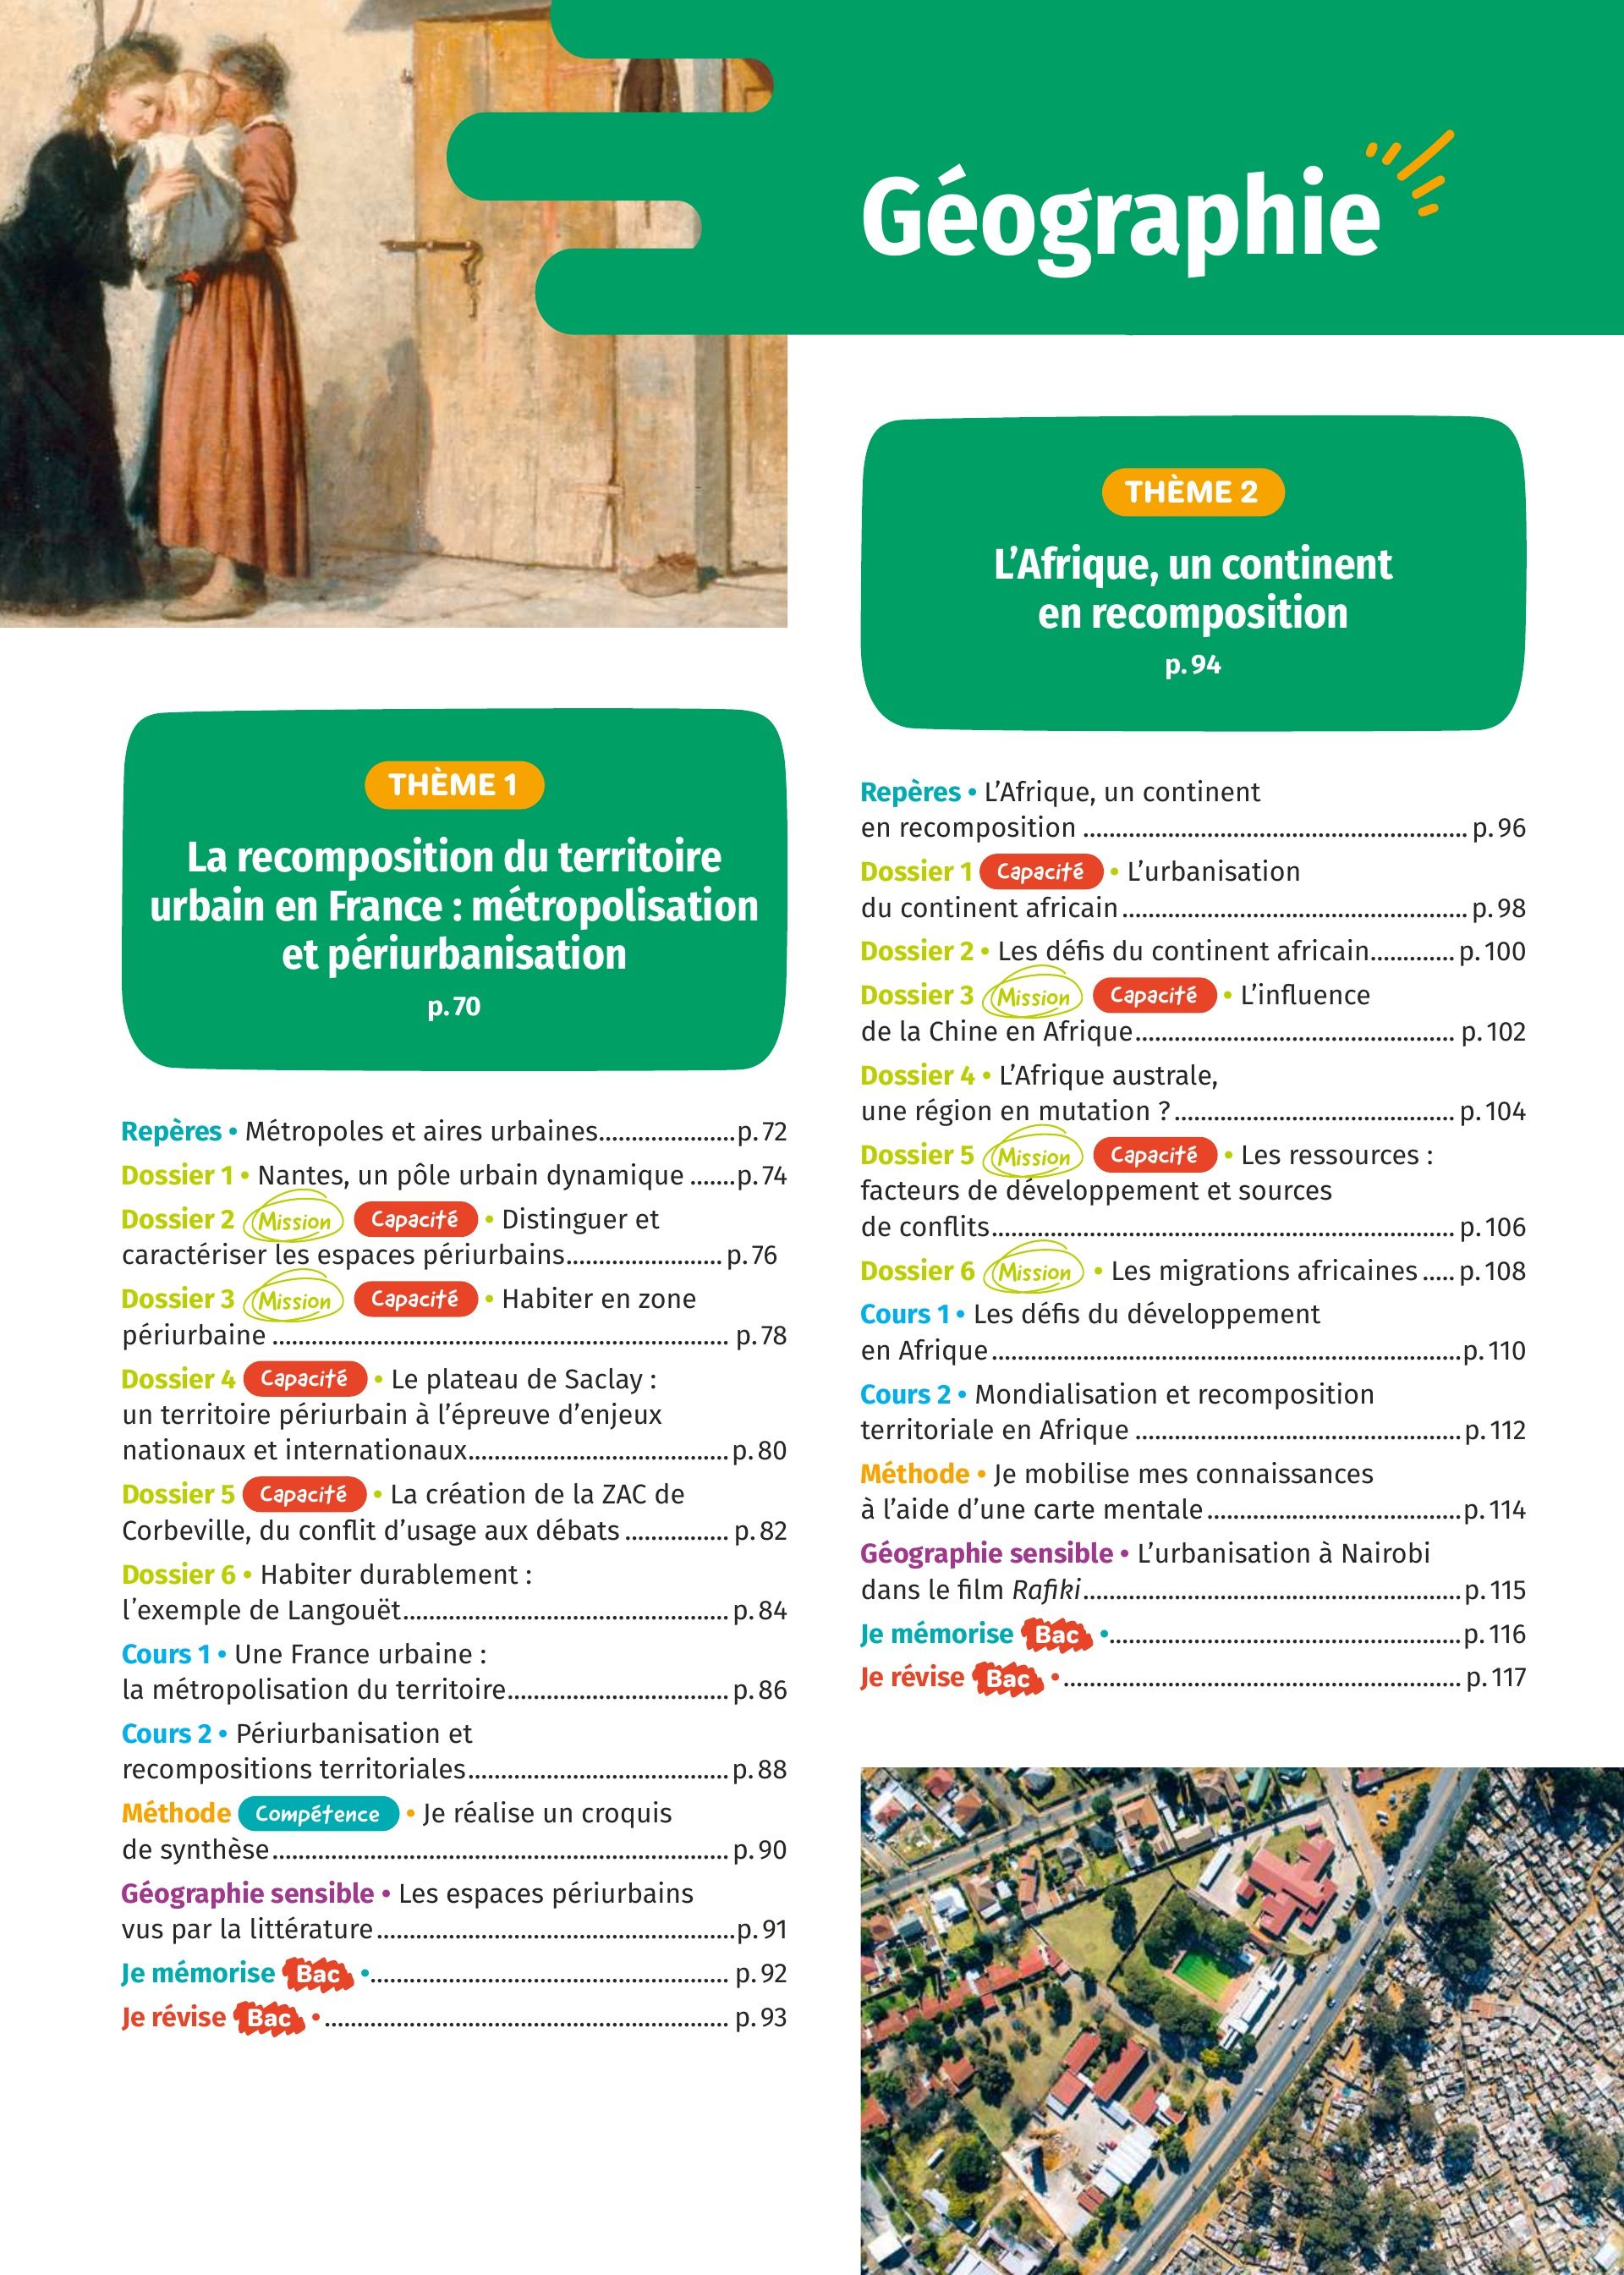 Géographie
THÈME 1
La recomposition du territoire
urbain en France : métropolisation
et périurbanisation
p. 70
Repères • Métropoles et aires urbaines.....................p. 72
Dossier 1 • Nantes, un pôle urbain dynamique .......p. 74
Dossier 2 Mission Capacité • Distinguer et
caractériser les espaces périurbains........................ p. 76
Dossier 3 Mission Capacité • Habiter en zone
périurbaine ...................................................................... p. 78
Dossier 4 Capacité • Le plateau de Saclay :
un territoire périurbain à l’épreuve d’enjeux
nationaux et internationaux........................................ p. 80
Dossier 5 Capacité • La création de la ZAC de
Corbeville, du conflit d’usage aux débats ................ p. 82
Dossier 6 • Habiter durablement :
l’exemple de Langouët.................................................. p. 84
Cours 1 • Une France urbaine :
la métropolisation du territoire.................................. p. 86
Cours 2 • Périurbanisation et
recompositions territoriales........................................ p. 88
Méthode Compétence • Je réalise un croquis
de synthèse...................................................................... p. 90
Géographie sensible • Les espaces périurbains
vus par la littérature.......................................................p. 91
Je mémorise Bac •....................................................... p. 92
Je révise Bac • .............................................................. p. 93
THÈME 2
L’Afrique, un continent
en recomposition
p. 94
Repères • L’Afrique, un continent
en recomposition ........................................................... p. 96
Dossier 1 Capacité • L’urbanisation
du continent africain..................................................... p. 98
Dossier 2 • Les défis du continent africain............. p. 100
Dossier 3 Mission Capacité • L’influence
de la Chine en Afrique................................................. p. 102
Dossier 4 • L’Afrique australe,
une région en mutation ?........................................... p. 104
Dossier 5 Mission Capacité • Les ressources :
facteurs de développement et sources
de conflits....................................................................... p. 106
Dossier 6 Mission • Les migrations africaines ..... p. 108
Cours 1 • Les défis du développement
en Afrique........................................................................p. 110
Cours 2 • Mondialisation et recomposition
territoriale en Afrique ..................................................p. 112
Méthode • Je mobilise mes connaissances
à l’aide d’une carte mentale.......................................p. 114
Géographie sensible • L’urbanisation à Nairobi
dans le film Rafiki..........................................................p. 115
Je mémorise Bac •......................................................p. 116
Je révise Bac •............................................................. p. 117